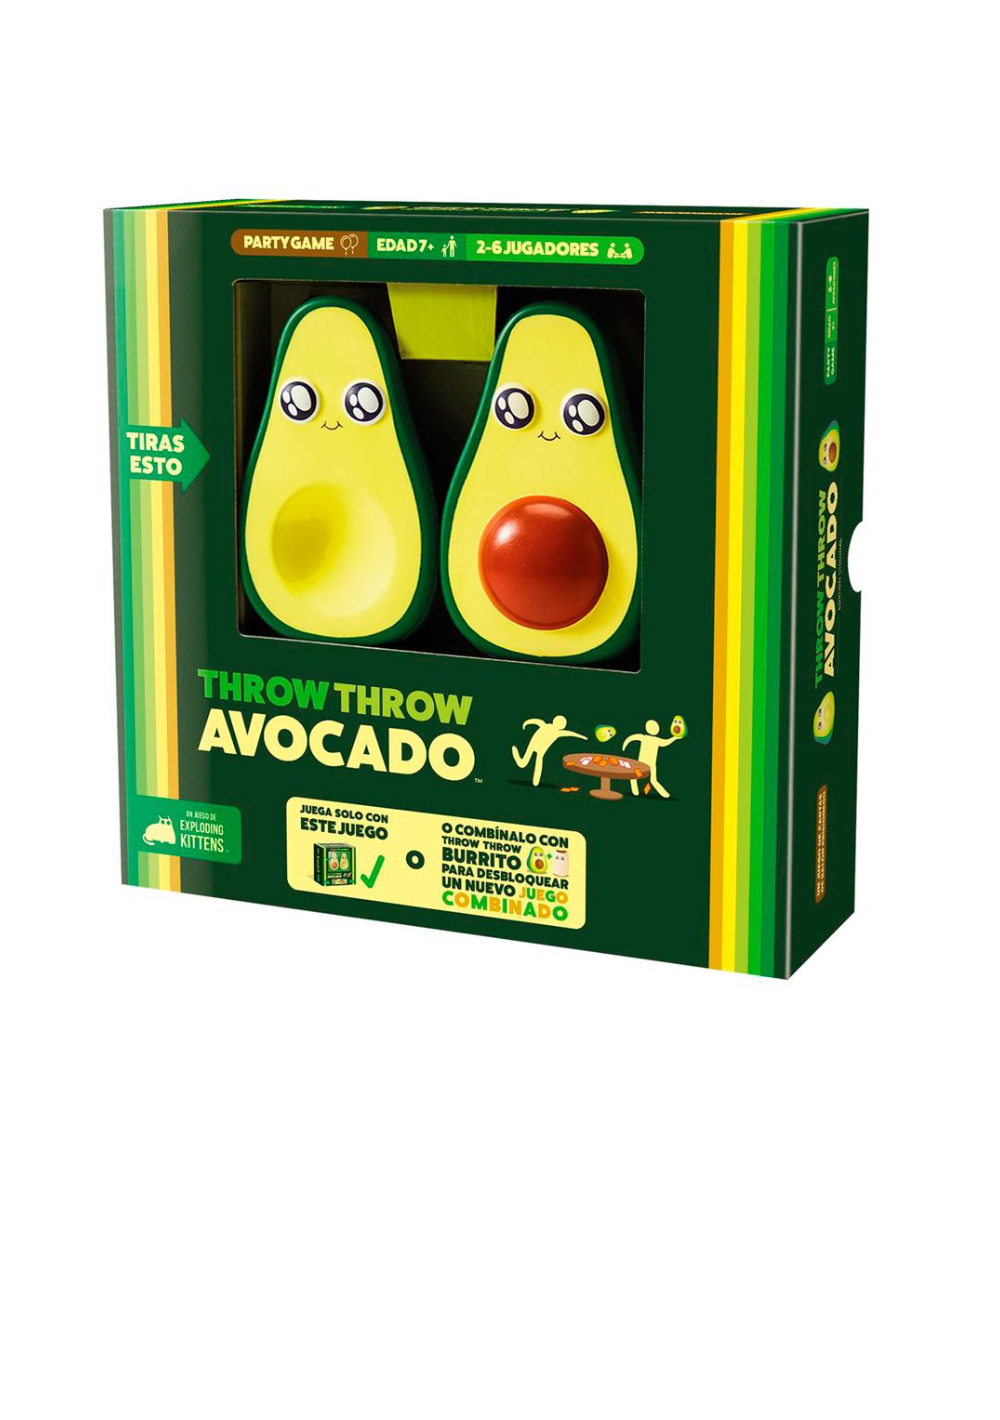 PARTY GAME
EDAD 7+
2-6 JUGADORES
TIRAS
ESTO
THROW THROW
AVOCADO™
UN JUEGO DE
EXPLODING
KITTENS
JUEGA SOLO CON
ESTE JUEGO
O
O COMBÍNALO CON
THROW THROW
BURRITO
PARA DESBLOQUEAR
UN NUEVO JUEGO
COMBINADO
THROW THROW
AVOCADO